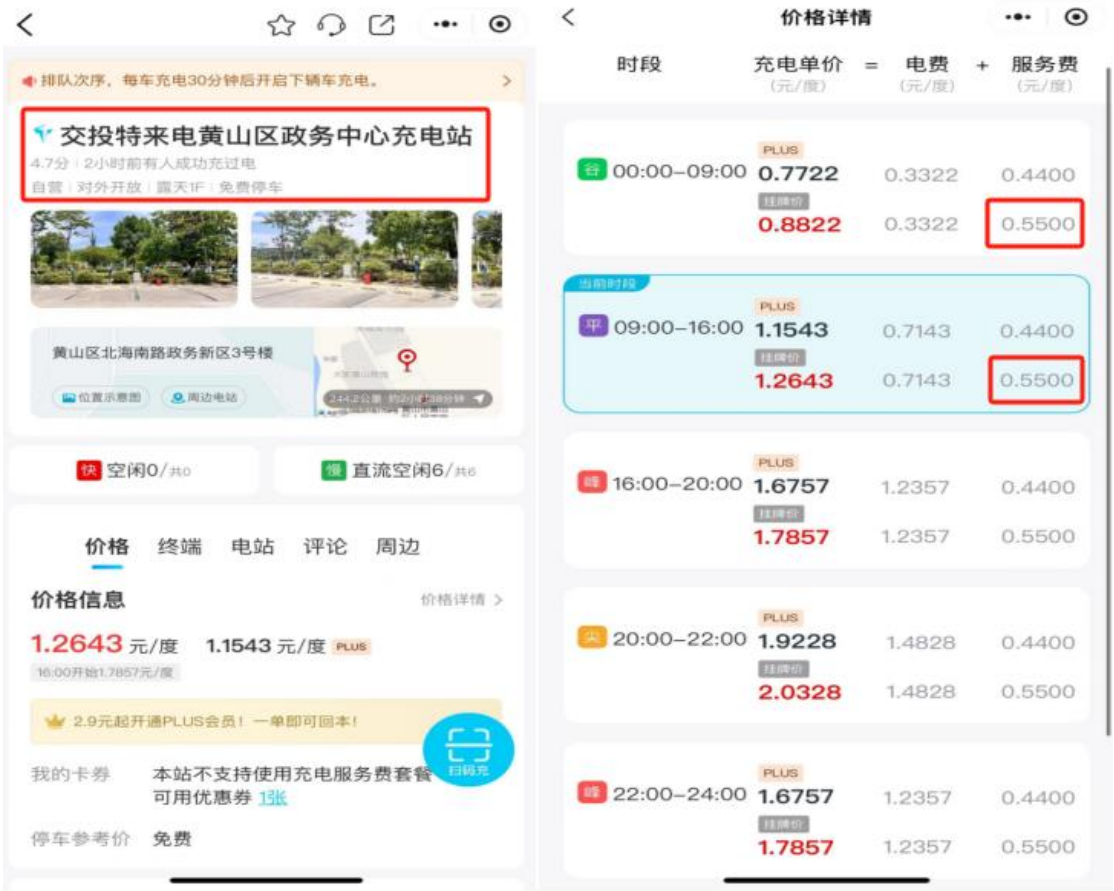 排队次序，每车充电30分钟后开启下辆车充电。
交投特来电黄山区政务中心充电站
4.7分 | 2小时前有人成功充过电
自营 | 对外开放 | 露天1F | 免费停车
黄山区北海南路政务新区3号楼
位置示意图 周边电站
244.2公里 约2小时38分钟
快 空闲0/共0 慢 直流空闲6/共6
价格 终端 电站 评论 周边
价格信息 价格详情 >
1.2643 元/度 1.1543 元/度 PLUS
16:00开始1.7857元/度
2.9元起开通PLUS会员！一单即可回本！
扫码充
我的卡券 本站不支持使用充电服务费套餐
可用优惠券 1张
停车参考价 免费
价格详情
时段 充电单价 = 电费 + 服务费
(元/度) (元/度) (元/度)
PLUS
谷 00:00–09:00 0.7722 0.3322 0.4400
挂牌价
0.8822 0.3322 0.5500
当前时段
PLUS
平 09:00–16:00 1.1543 0.7143 0.4400
挂牌价
1.2643 0.7143 0.5500
PLUS
峰 16:00–20:00 1.6757 1.2357 0.4400
挂牌价
1.7857 1.2357 0.5500
PLUS
尖 20:00–22:00 1.9228 1.4828 0.4400
挂牌价
2.0328 1.4828 0.5500
PLUS
峰 22:00–24:00 1.6757 1.2357 0.4400
挂牌价
1.7857 1.2357 0.5500